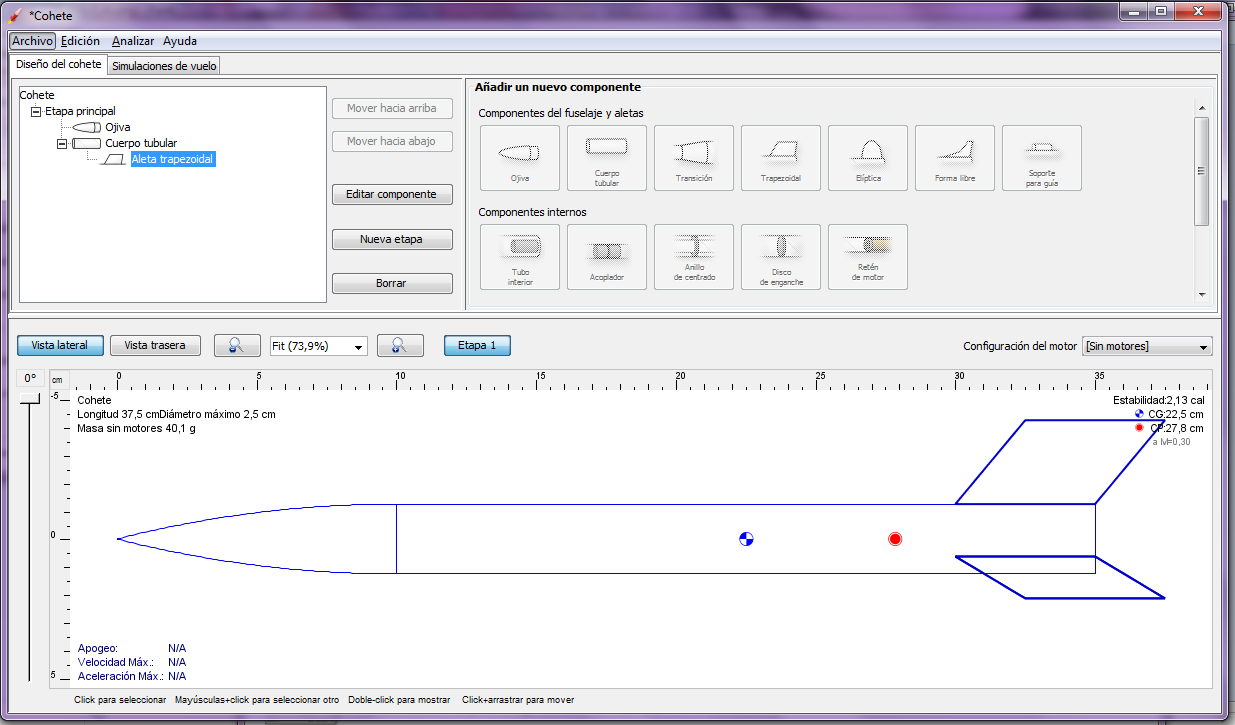 *Cohete
Archivo Edición Analizar Ayuda
Diseño del cohete Simulaciones de vuelo
Cohete
Etapa principal
Ojiva
Cuerpo tubular
Aleta trapezoidal
Mover hacia arriba
Mover hacia abajo
Editar componente
Nueva etapa
Borrar
Añadir un nuevo componente
Componentes del fuselaje y aletas
Ojiva
Cuerpo
tubular
Transición
Trapezoidal
Elíptica
Forma libre
Soporte
para guía
Componentes internos
Tubo
interior
Acoplador
Anillo
de centrado
Disco
de enganche
Retén
de motor
Vista lateral Vista trasera Fit (73,9%) Etapa 1 Configuración del motor [Sin motores]
0° cm 0 5 10 15 20 25 30 35
-5
0
5
Cohete
Longitud 37,5 cmDiámetro máximo 2,5 cm
Masa sin motores 40,1 g
Estabilidad:2,13 cal
CG:22,5 cm
CP:27,8 cm
a M=0,30
Apogeo: N/A
Velocidad Máx.: N/A
Aceleración Máx.: N/A
Click para seleccionar Mayúsculas+click para seleccionar otro Doble-click para mostrar Click+arrastrar para mover